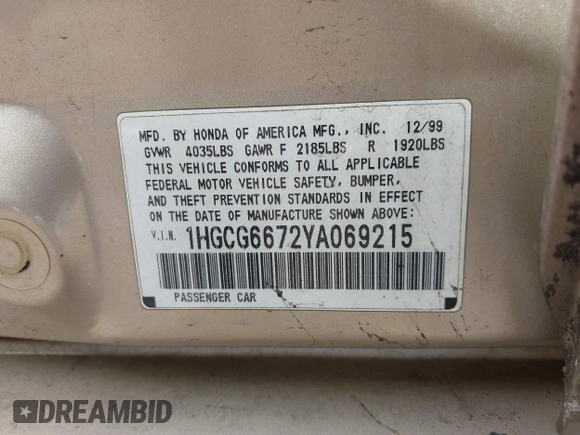 MFD. BY HONDA OF AMERICA MFG., INC. 12/99
GVWR 4035LBS GAWR F 2185LBS R 1920LBS
THIS VEHICLE CONFORMS TO ALL APPLICABLE
FEDERAL MOTOR VEHICLE SAFETY, BUMPER,
AND THEFT PREVENTION STANDARDS IN EFFECT
ON THE DATE OF MANUFACTURE SHOWN ABOVE:
V.I.N. 1HGCG6672YA069215
PASSENGER CAR
DREAMBID